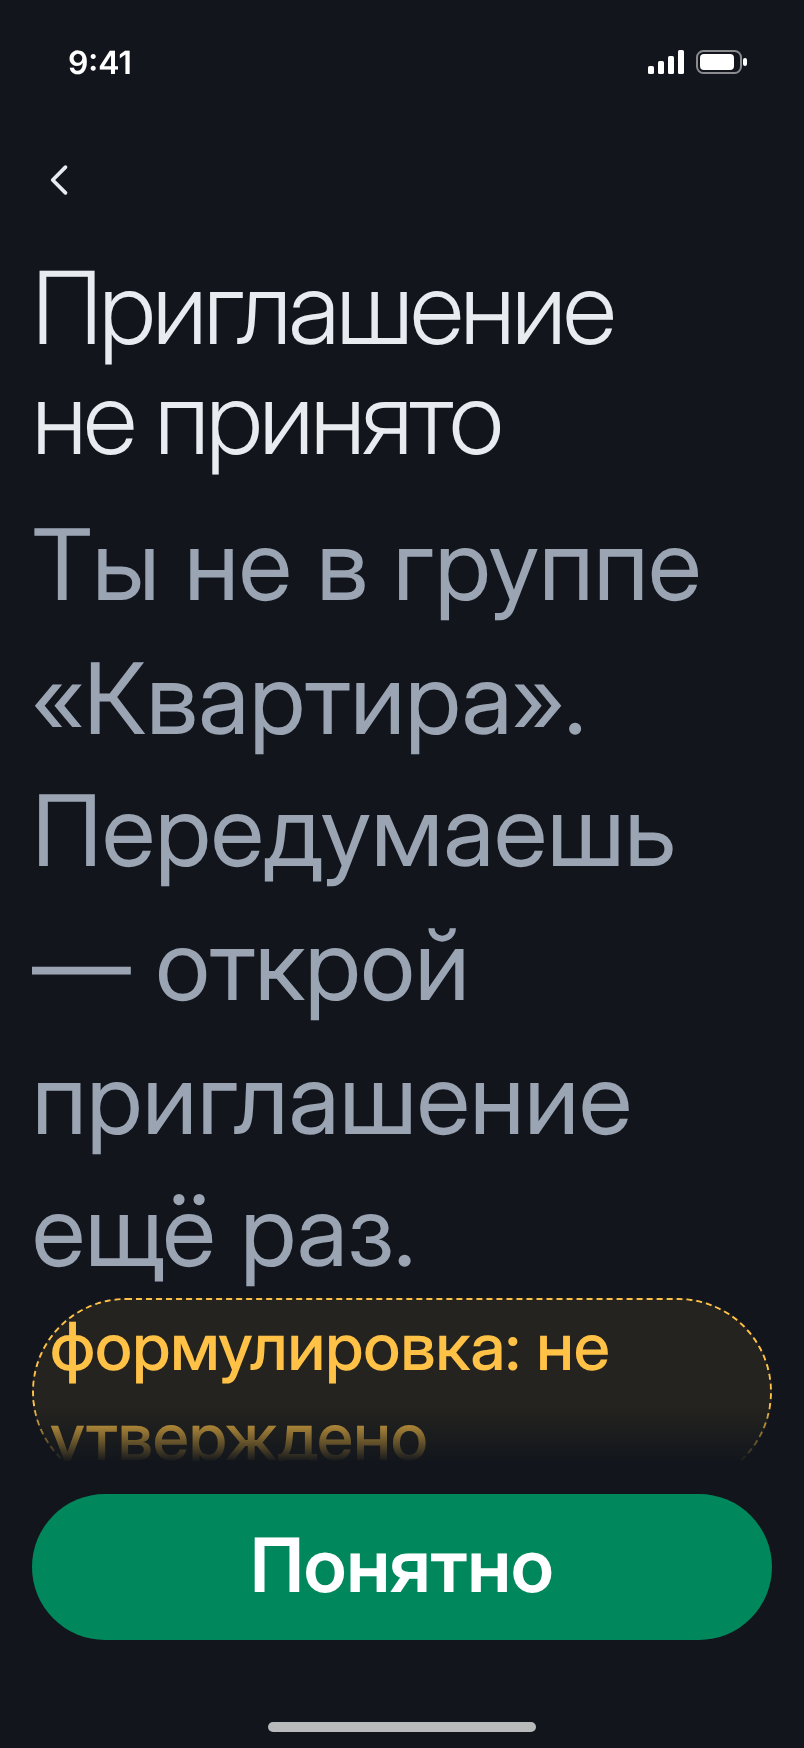 9:41
Приглашение
не принято
Ты не в группе
«Квартира».
Передумаешь
— открой
приглашение
ещё раз.
формулировка: не
утверждено
Понятно